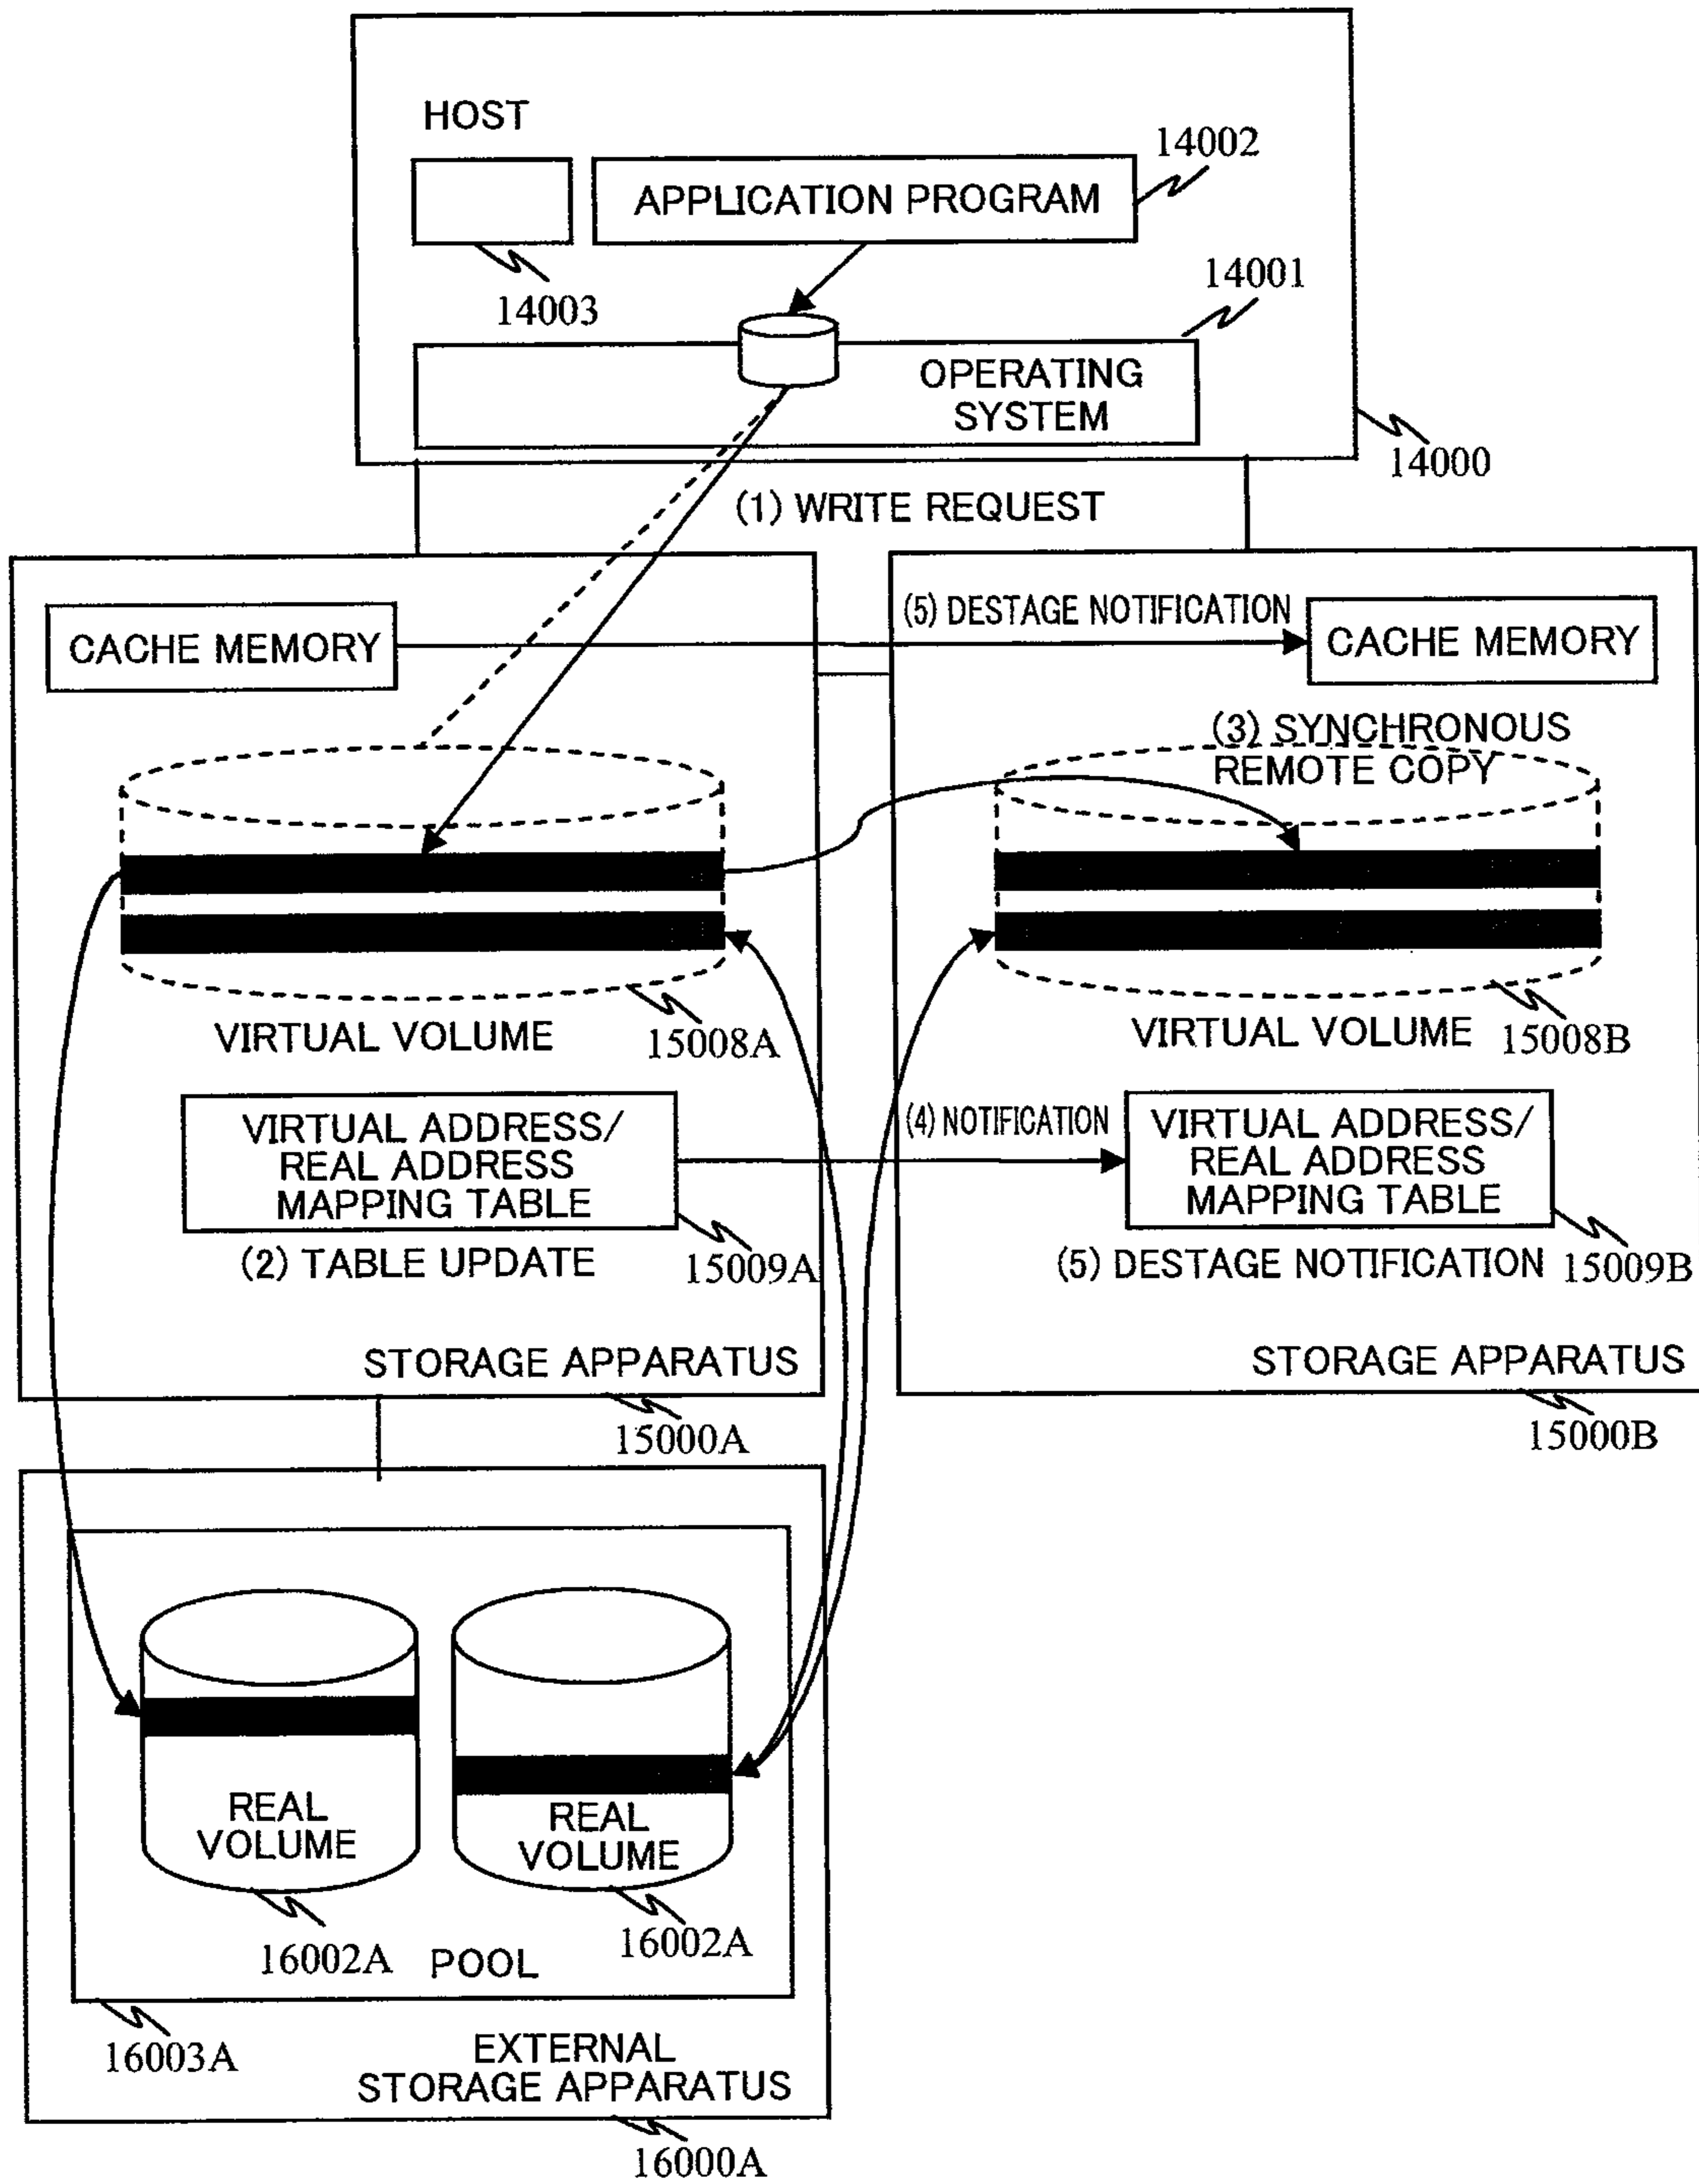 HOST
14002
APPLICATION PROGRAM
14003
14001
OPERATING
SYSTEM
14000
(1) WRITE REQUEST
CACHE MEMORY
(5) DESTAGE NOTIFICATION
CACHE MEMORY
(3) SYNCHRONOUS
REMOTE COPY
VIRTUAL VOLUME
15008A
VIRTUAL VOLUME
15008B
VIRTUAL ADDRESS/
REAL ADDRESS
MAPPING TABLE
(4) NOTIFICATION
VIRTUAL ADDRESS/
REAL ADDRESS
MAPPING TABLE
(2) TABLE UPDATE
15009A
(5) DESTAGE NOTIFICATION
15009B
STORAGE APPARATUS
STORAGE APPARATUS
15000A
15000B
REAL
VOLUME
REAL
VOLUME
16002A
16002A
POOL
16003A
EXTERNAL
STORAGE APPARATUS
16000A